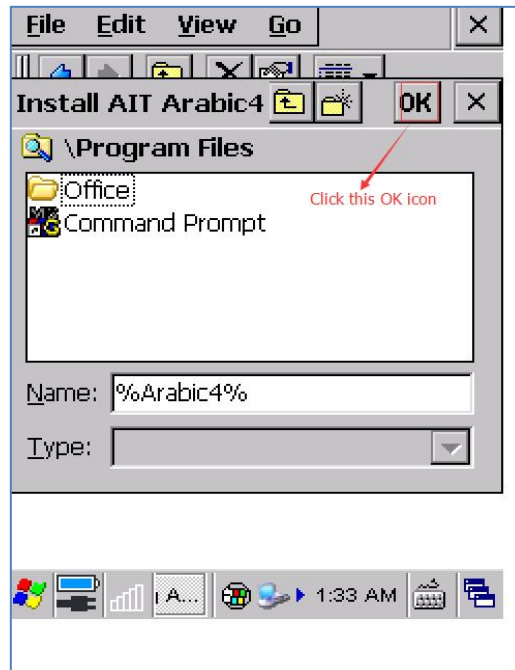 File Edit View Go
Install AIT Arabic4 OK
\Program Files
Office
Click this OK icon
Command Prompt
Name: %Arabic4%
Type:
A... 1:33 AM